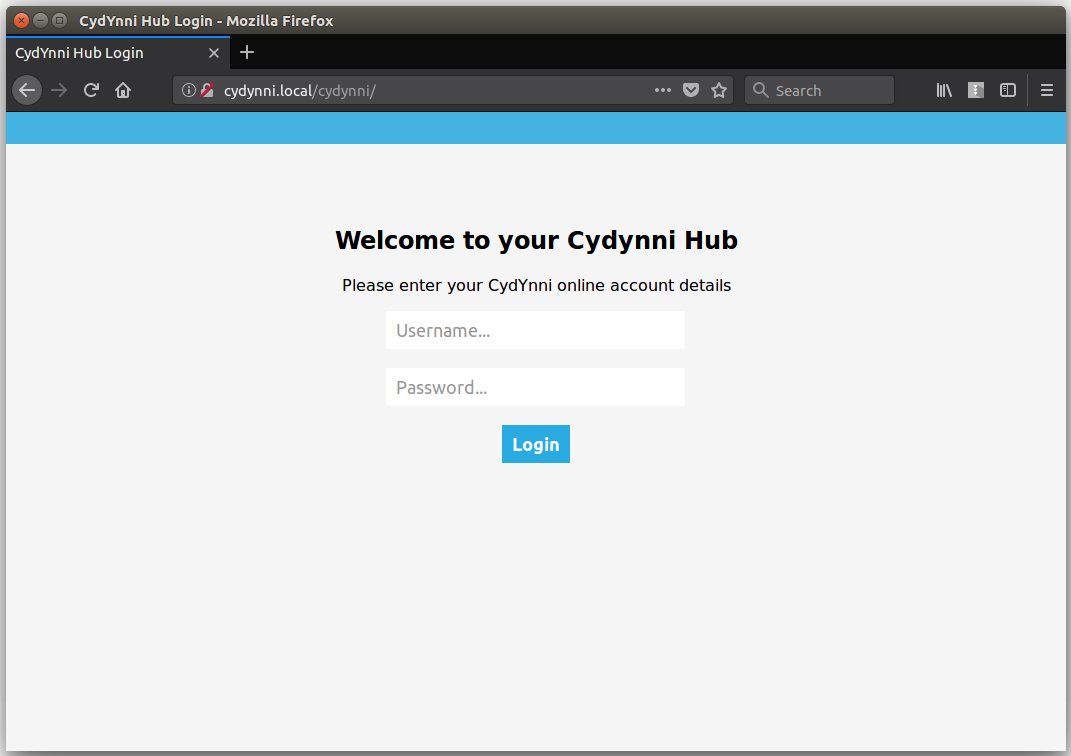 CydYnni Hub Login - Mozilla Firefox
CydYnni Hub Login
cydynni.local/cydynni/
Search
Welcome to your Cydynni Hub
Please enter your CydYnni online account details
Username...
Password...
Login